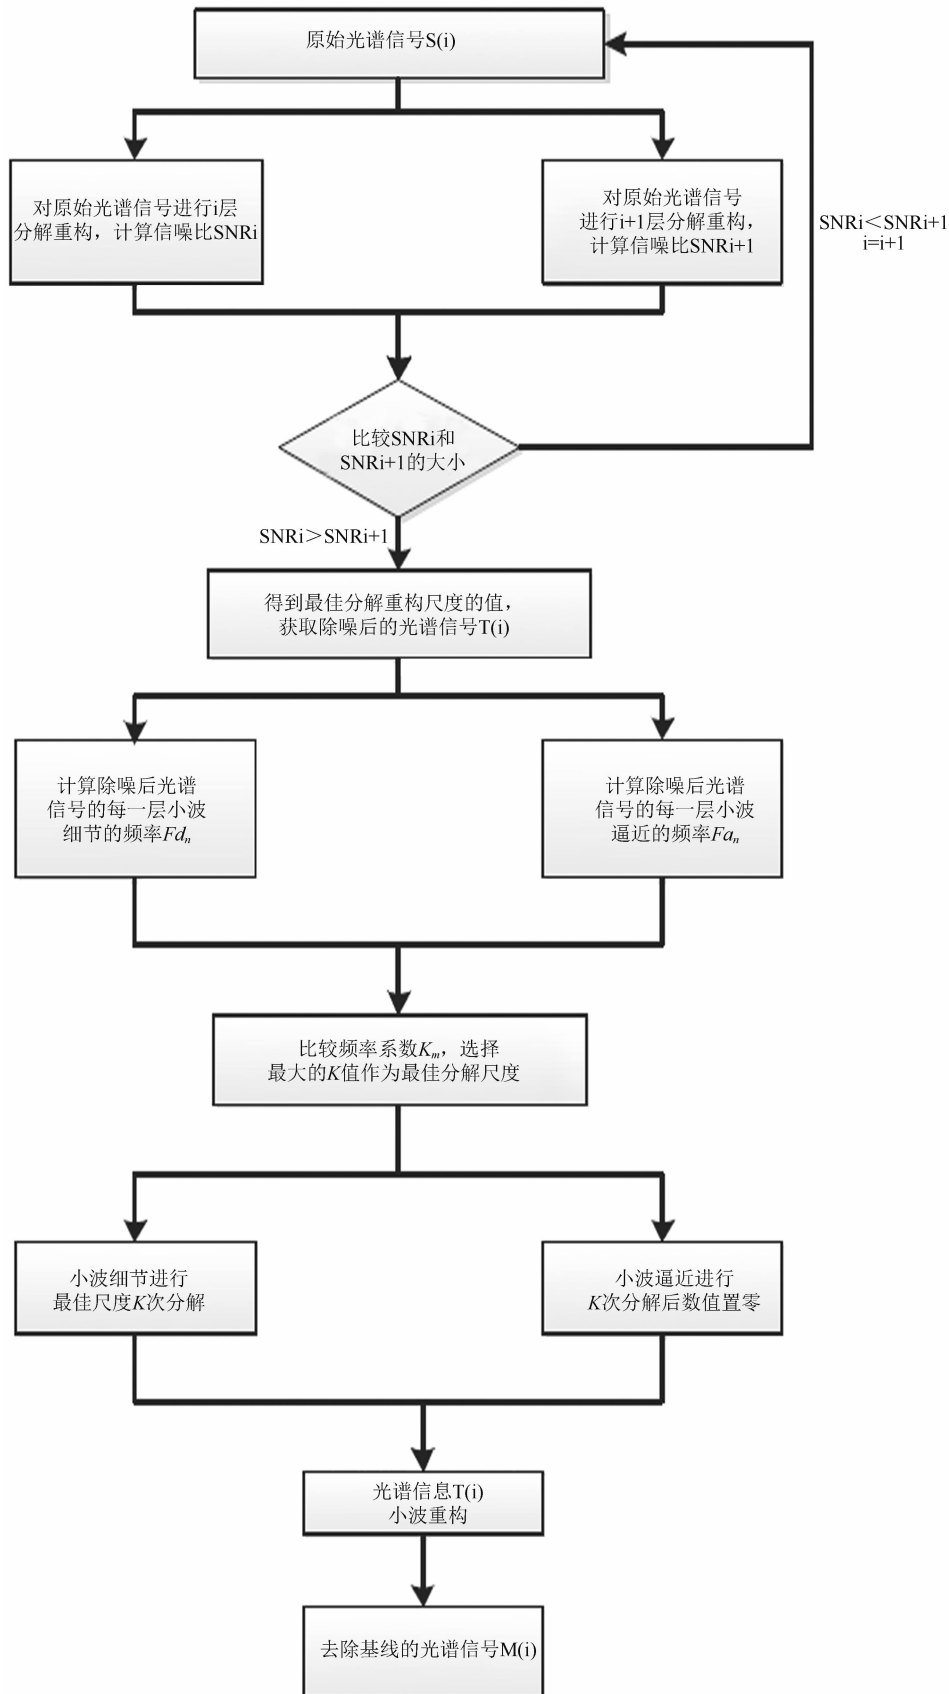 原始光谱信号S(i)
对原始光谱信号进行i层
分解重构，计算信噪比SNRi
对原始光谱信号
进行i+1层分解重构，
计算信噪比SNRi+1
SNRi＜SNRi+1
i=i+1
比较SNRi和
SNRi+1的大小
SNRi＞SNRi+1
得到最佳分解重构尺度的值，
获取除噪后的光谱信号T(i)
计算除噪后光谱
信号的每一层小波
细节的频率Fdn
计算除噪后光谱
信号的每一层小波
逼近的频率Fan
比较频率系数Km，选择
最大的K值作为最佳分解尺度
小波细节进行
最佳尺度K次分解
小波逼近进行
K次分解后数值置零
光谱信息T(i)
小波重构
去除基线的光谱信号M(i)